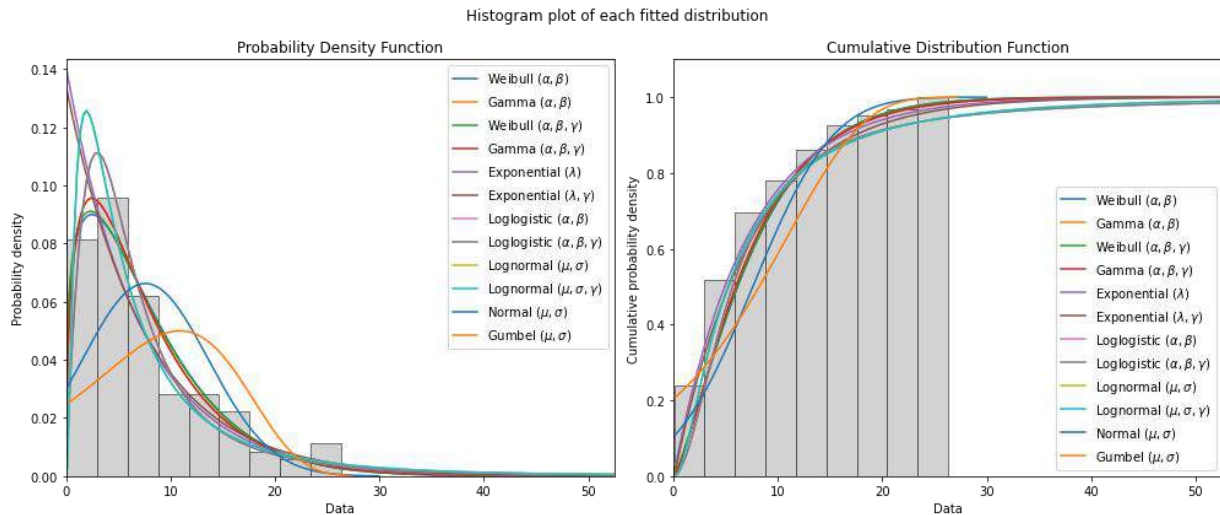 Histogram plot of each fitted distribution
Probability Density Function
Probability density
0.14
0.12
0.10
0.08
0.06
0.04
0.02
0.00
0
10
20
30
40
50
Data
Weibull (α, β)
Gamma (α, β)
Weibull (α, β, γ)
Gamma (α, β, γ)
Exponential (λ)
Exponential (λ, γ)
Loglogistic (α, β)
Loglogistic (α, β, γ)
Lognormal (μ, σ)
Lognormal (μ, σ, γ)
Normal (μ, σ)
Gumbel (μ, σ)
Cumulative Distribution Function
Cumulative probability density
1.0
0.8
0.6
0.4
0.2
0.0
0
10
20
30
40
50
Data
Weibull (α, β)
Gamma (α, β)
Weibull (α, β, γ)
Gamma (α, β, γ)
Exponential (λ)
Exponential (λ, γ)
Loglogistic (α, β)
Loglogistic (α, β, γ)
Lognormal (μ, σ)
Lognormal (μ, σ, γ)
Normal (μ, σ)
Gumbel (μ, σ)